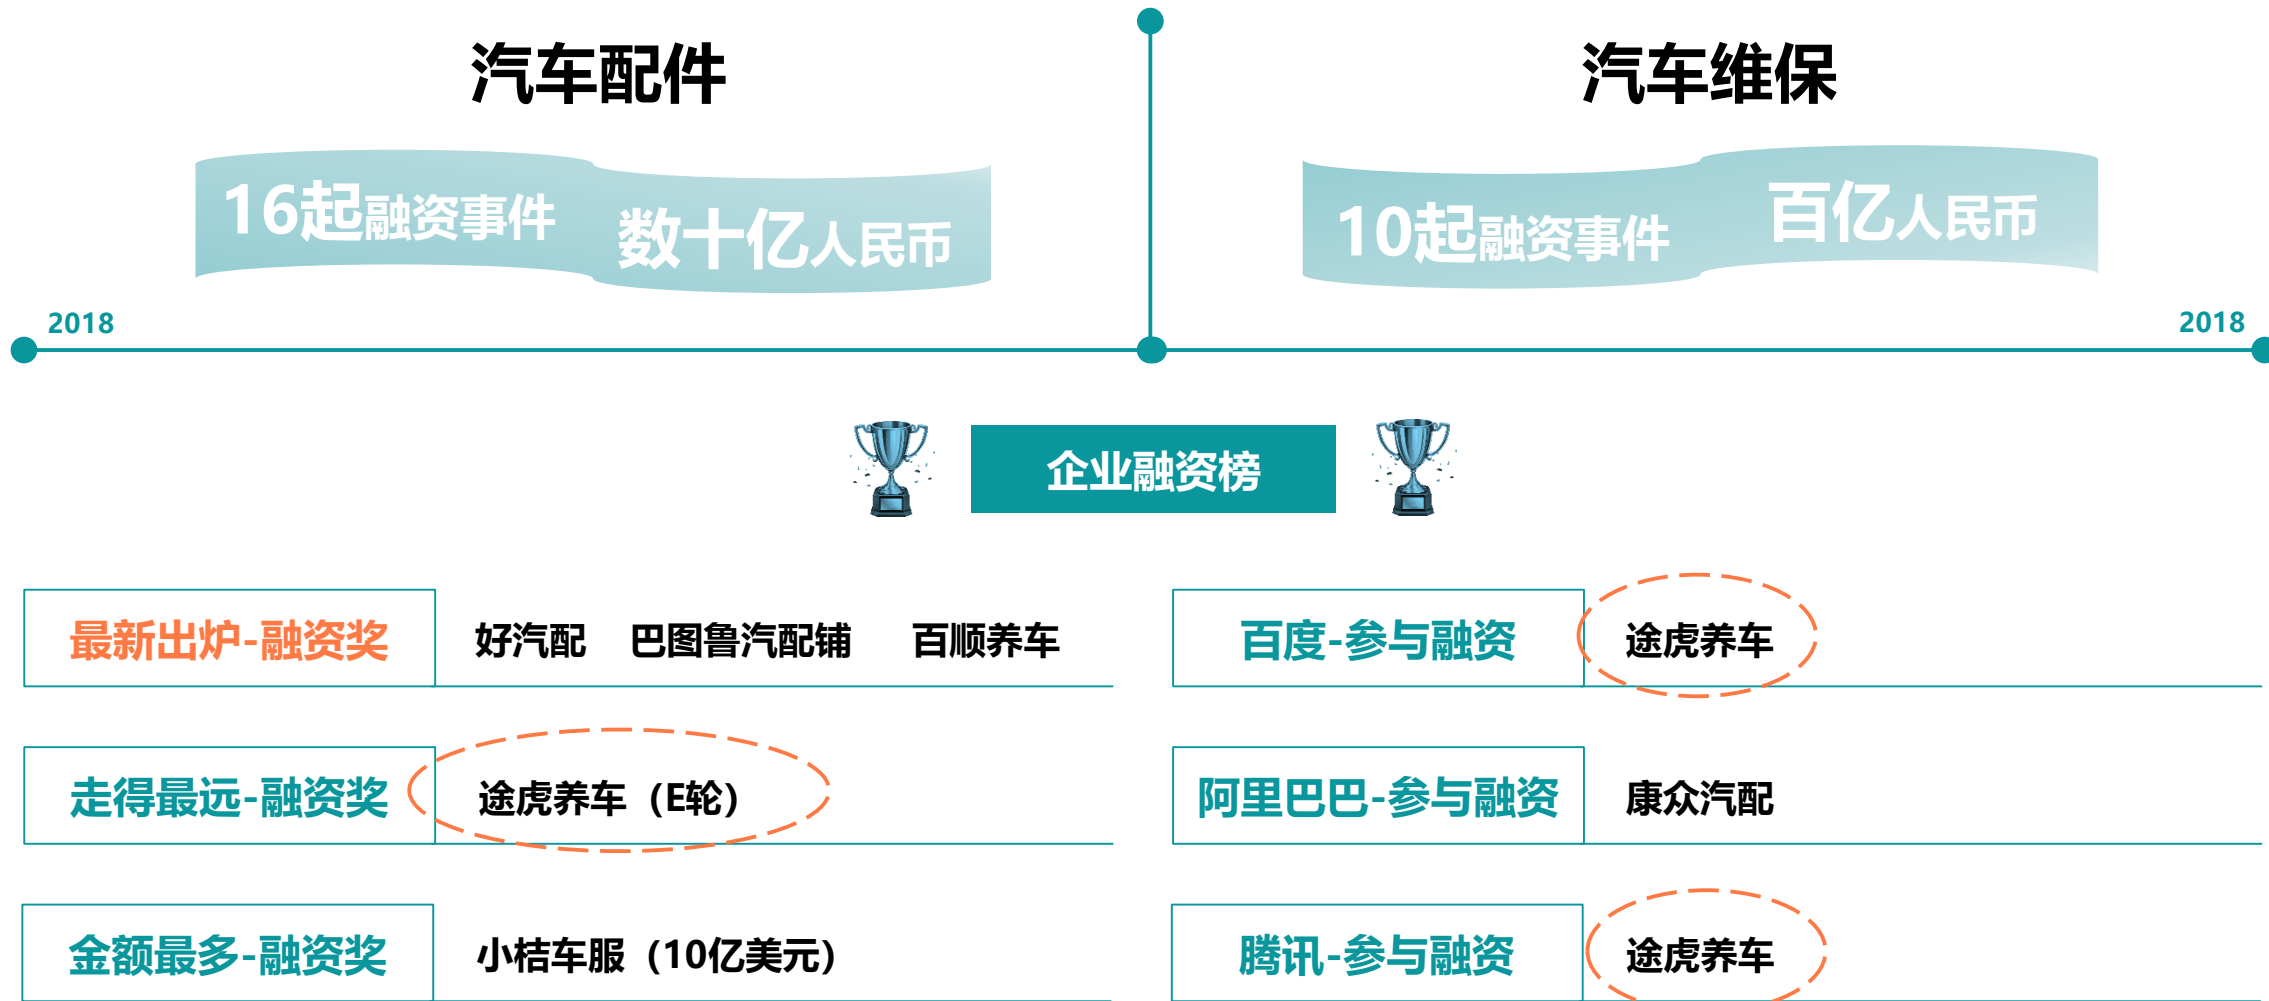 汽车配件
16起融资事件 数十亿人民币
2018
汽车维保
10起融资事件 百亿人民币
2018
企业融资榜
最新出炉-融资奖 好汽配 巴图鲁汽配铺 百顺养车
走得最远-融资奖 途虎养车（E轮）
金额最多-融资奖 小桔车服（10亿美元）
百度-参与融资 途虎养车
阿里巴巴-参与融资 康众汽配
腾讯-参与融资 途虎养车